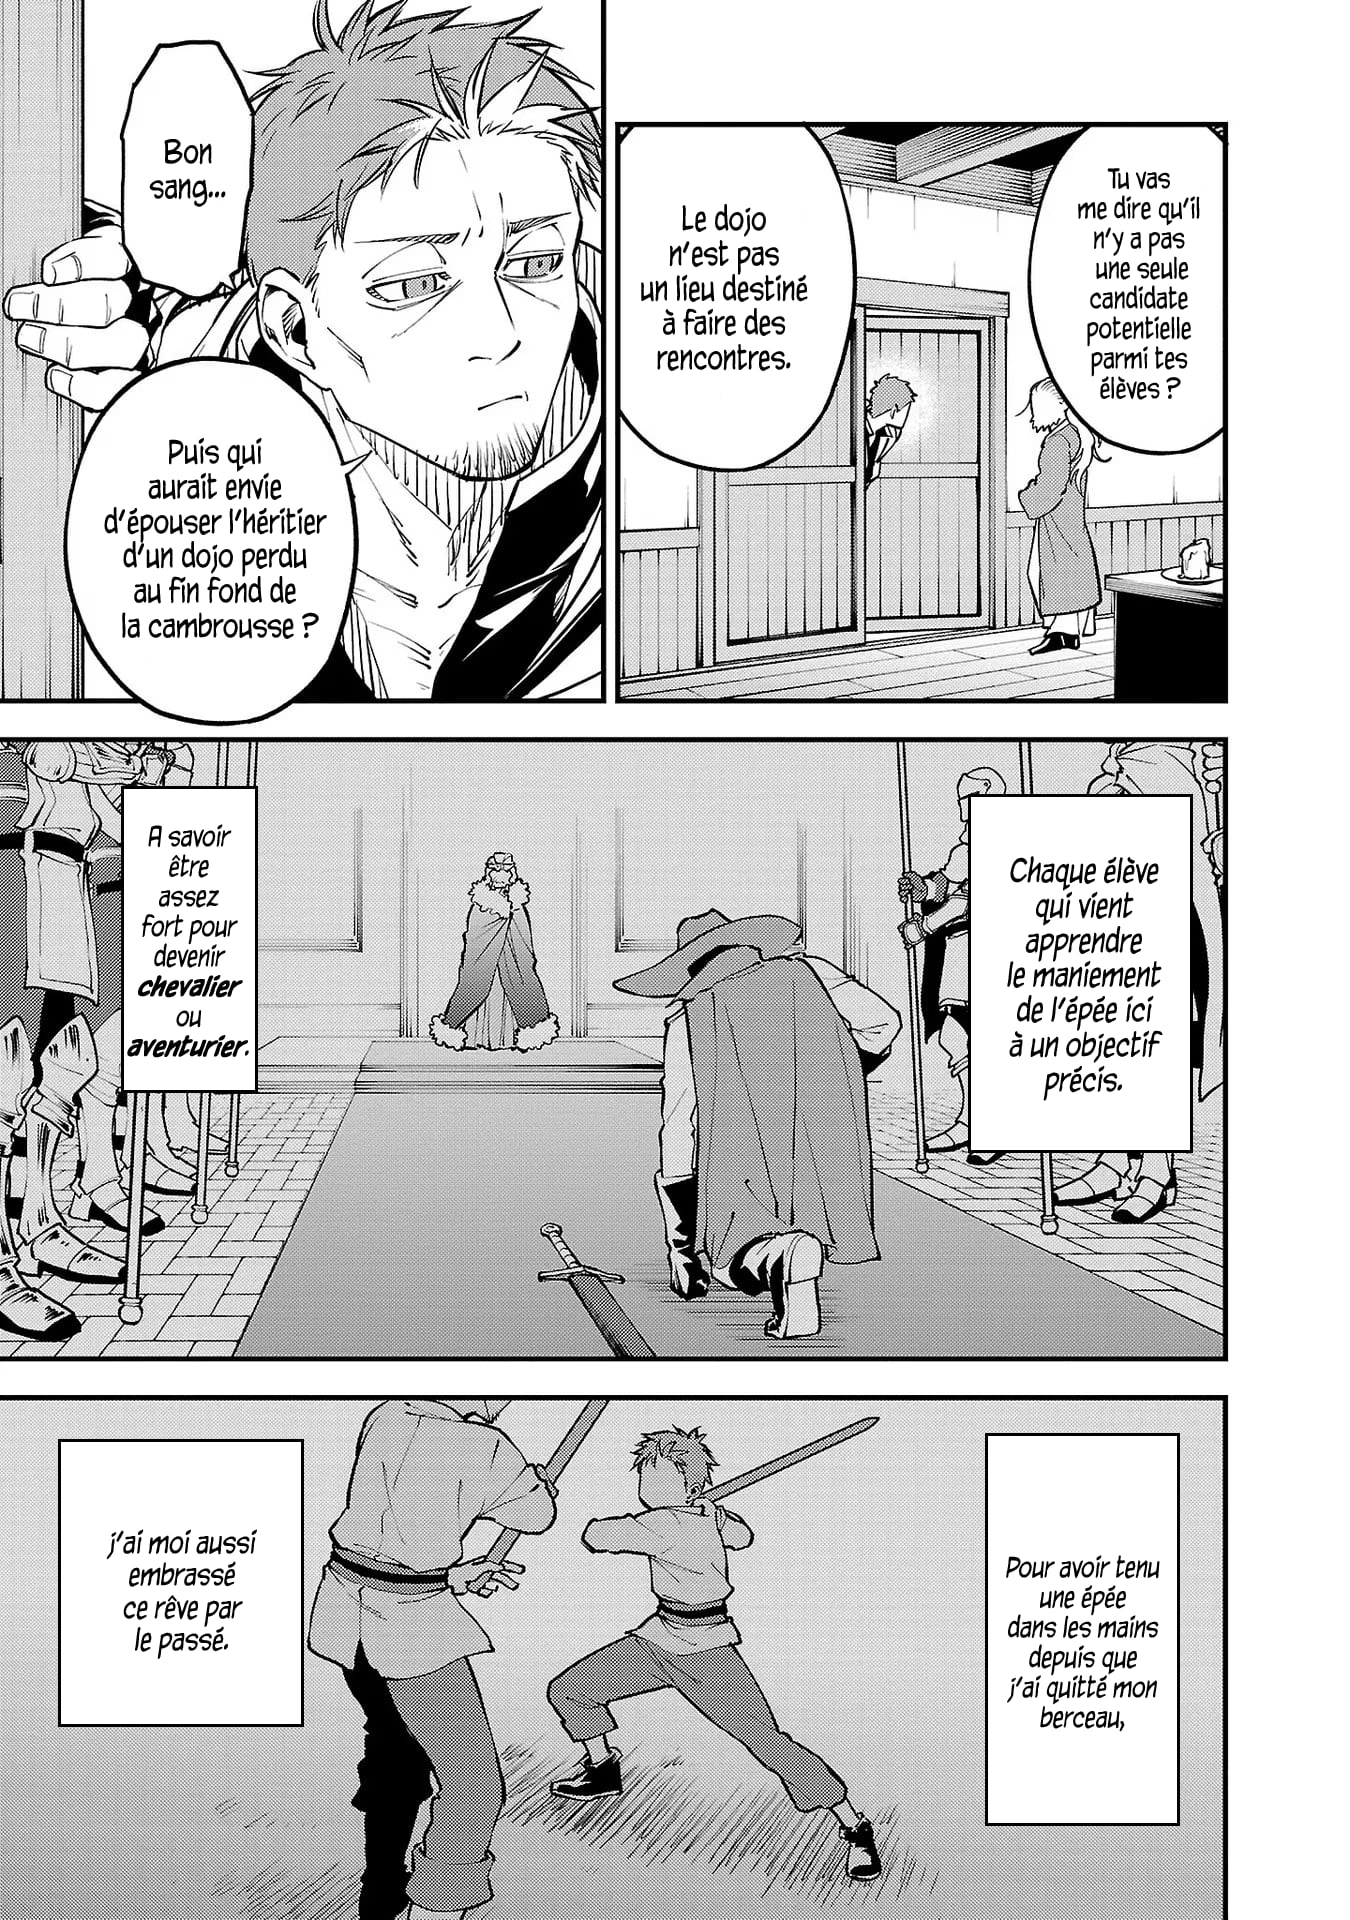 Tu vas
me dire qu'il
n'y a pas
une seule
candidate
potentielle
parmi tes
élèves ?
Le dojo
n'est pas
un lieu destiné
à faire des
rencontres.
Bon
sang...
Puis qui
aurait envie
d'épouser l'héritier
d'un dojo perdu
au fin fond de
la cambrousse ?
Chaque élève
qui vient
apprendre
le maniement
de l'épée ici
à un objectif
précis.
A savoir
être
assez
fort pour
devenir
chevalier
ou
aventurier.
Pour avoir tenu
une épée
dans les mains
depuis que
j'ai quitté mon
berceau,
j'ai moi aussi
embrassé
ce rêve par
le passé.